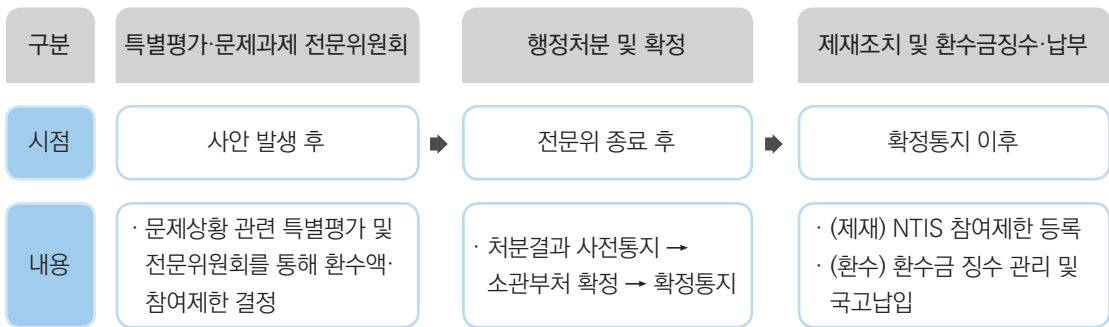 구분
특별평가·문제과제 전문위원회
행정처분 및 확정
제재조치 및 환수금징수·납부
시점
사안 발생 후
전문위 종료 후
확정통지 이후
내용
· 문제상황 관련 특별평가 및
전문위원회를 통해 환수액·
참여제한 결정
· 처분결과 사전통지 →
소관부처 확정 → 확정통지
· (제재) NTIS 참여제한 등록
· (환수) 환수금 징수 관리 및
국고납입